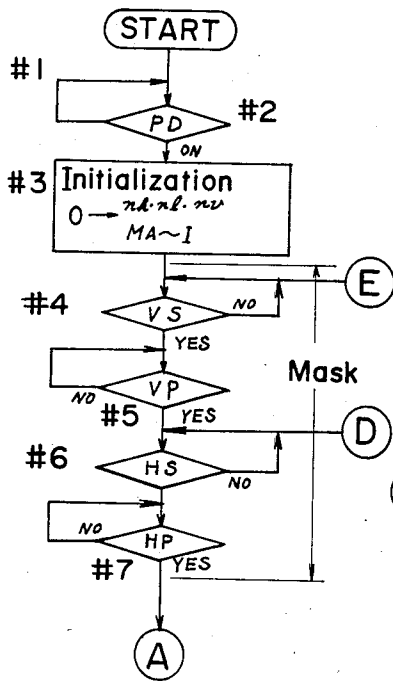 START
#1
#2
PD
ON
#3
Initialization
0 → nh·nl·nv
MA~I
E
#4
VS
NO
YES
Mask
VP
NO
#5
YES
D
#6
HS
NO
NO
HP
#7
YES
A